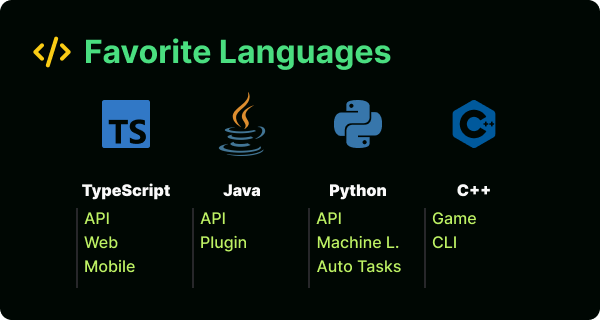 </> Favorite Languages
TS
C++
TypeScript
Java
Python
C++
API
Web
Mobile
API
Plugin
API
Machine L.
Auto Tasks
Game
CLI